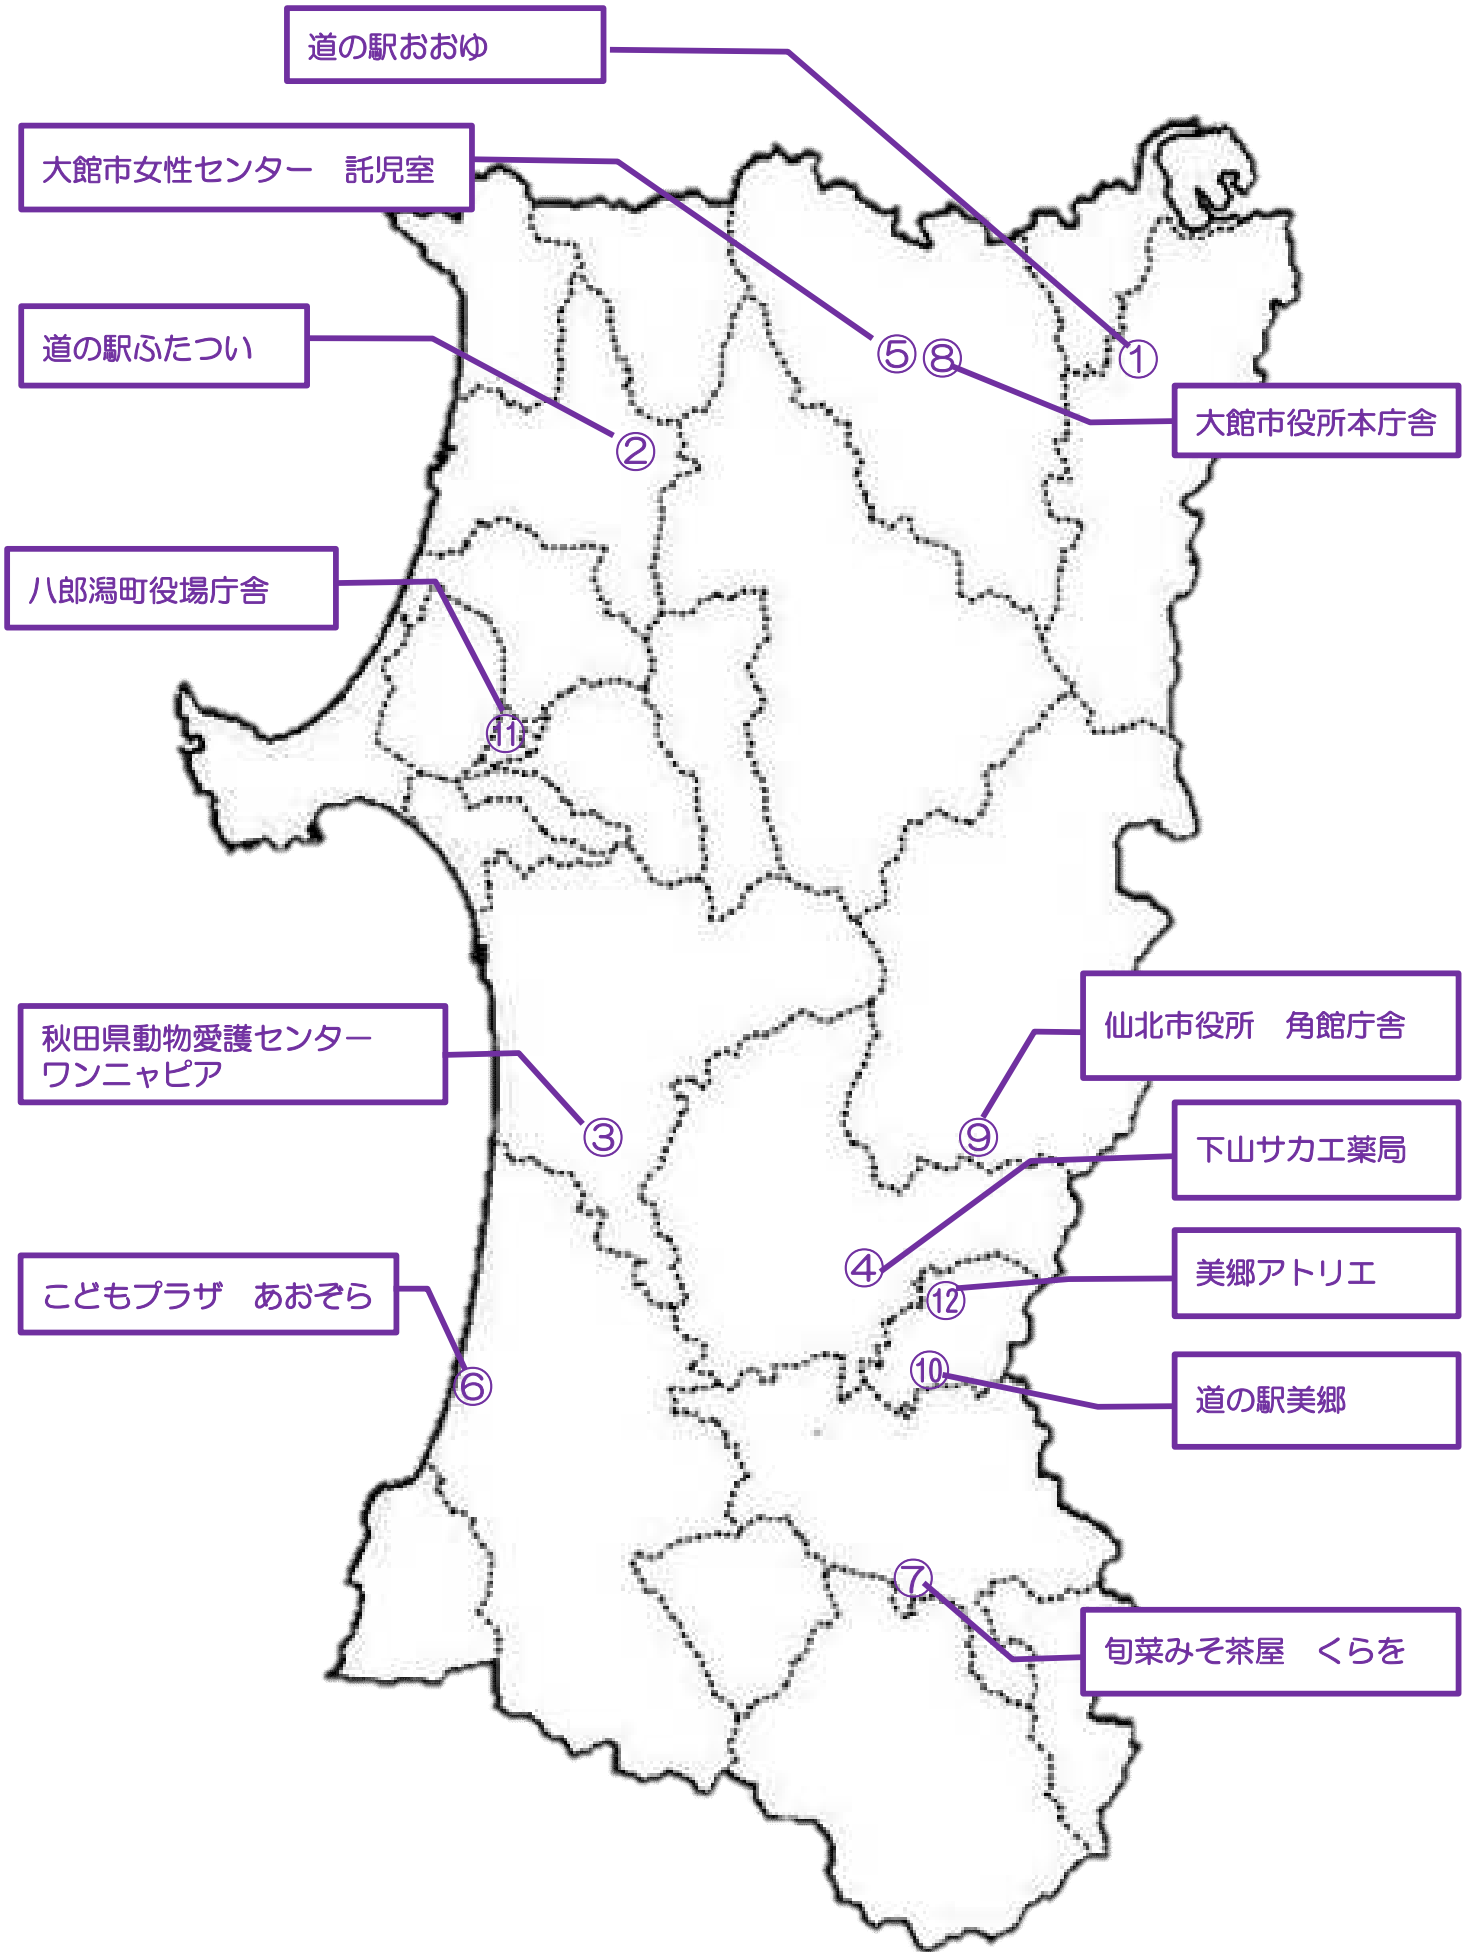 道の駅おおゆ
大館市女性センター　託児室
道の駅ふたつい
⑤
⑧
①
大館市役所本庁舎
②
八郎潟町役場庁舎
⑪
秋田県動物愛護センター
ワンニャピア
③
仙北市役所　角館庁舎
⑨
下山サカエ薬局
④
こどもプラザ　あおぞら
⑥
美郷アトリエ
⑫
⑩
道の駅美郷
⑦
旬菜みそ茶屋　くらを